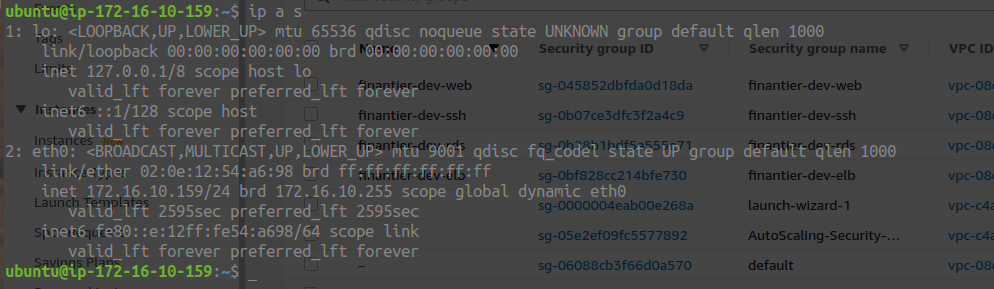 ubuntu@ip-172-16-10-159:~$ ip a s
1: lo: <LOOPBACK,UP,LOWER_UP> mtu 65536 qdisc noqueue state UNKNOWN group default qlen 1000
    link/loopback 00:00:00:00:00:00 brd 00:00:00:00:00:00
    inet 127.0.0.1/8 scope host lo
       valid_lft forever preferred_lft forever
    inet6 ::1/128 scope host
       valid_lft forever preferred_lft forever
2: eth0: <BROADCAST,MULTICAST,UP,LOWER_UP> mtu 9001 qdisc fq_codel state UP group default qlen 1000
    link/ether 02:0e:12:54:a6:98 brd ff:ff:ff:ff:ff:ff
    inet 172.16.10.159/24 brd 172.16.10.255 scope global dynamic eth0
       valid_lft 2595sec preferred_lft 2595sec
    inet6 fe80::e:12ff:fe54:a698/64 scope link
       valid_lft forever preferred_lft forever
ubuntu@ip-172-16-10-159:~$ _
Tags
Limits
Instances
Instances New
Launch Templates
Savings Plans
Name Security group ID Security group name VPC ID
finantier-dev-web sg-045852dbfda0d18da finantier-dev-web vpc-08
finantier-dev-ssh sg-0b07ce3dfc3f2a4c9 finantier-dev-ssh vpc-08
finantier-dev-rds finantier-dev-rds vpc-08
finantier-dev-elb sg-0bf828cc214bfe730 finantier-dev-elb vpc-08
– sg-0000004eab00e268a launch-wizard-1 vpc-c4
– sg-05e2ef09fc5577892 AutoScaling-Security-... vpc-c4
– sg-06088cb3f66d0a570 default vpc-08